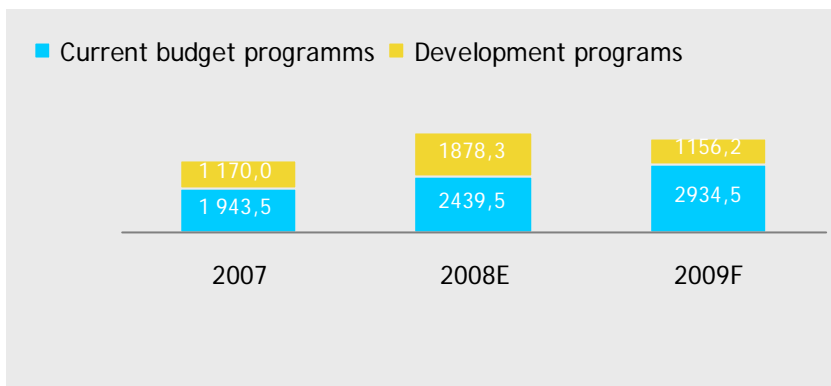 Current budget programms Development programs
1 170,0 1878,3 1156,2
1 943,5 2439,5 2934,5
2007 2008E 2009F